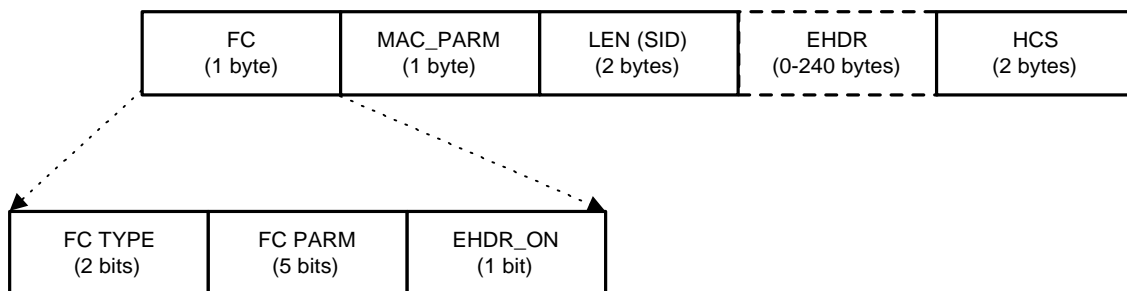 FC
(1 byte)
MAC_PARM
(1 byte)
LEN (SID)
(2 bytes)
EHDR
(0-240 bytes)
HCS
(2 bytes)
FC TYPE
(2 bits)
FC PARM
(5 bits)
EHDR_ON
(1 bit)